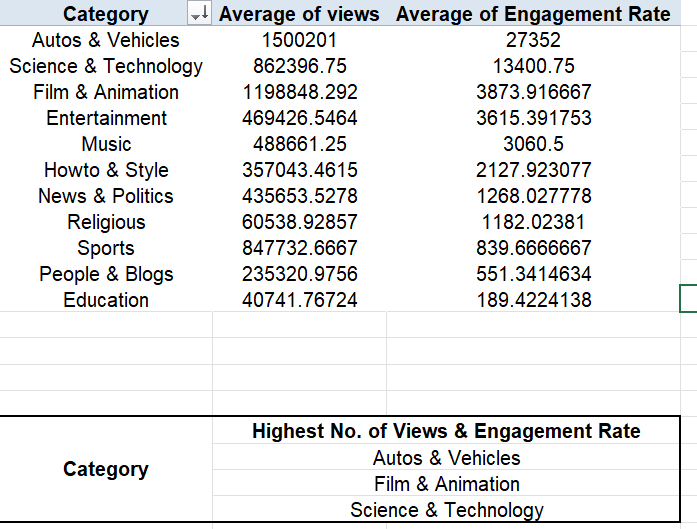 Category Average of views Average of Engagement Rate
Autos & Vehicles 1500201 27352
Science & Technology 862396.75 13400.75
Film & Animation 1198848.292 3873.916667
Entertainment 469426.5464 3615.391753
Music 488661.25 3060.5
Howto & Style 357043.4615 2127.923077
News & Politics 435653.5278 1268.027778
Religious 60538.92857 1182.02381
Sports 847732.6667 839.6666667
People & Blogs 235320.9756 551.3414634
Education 40741.76724 189.4224138
Highest No. of Views & Engagement Rate
Category
Autos & Vehicles
Film & Animation
Science & Technology